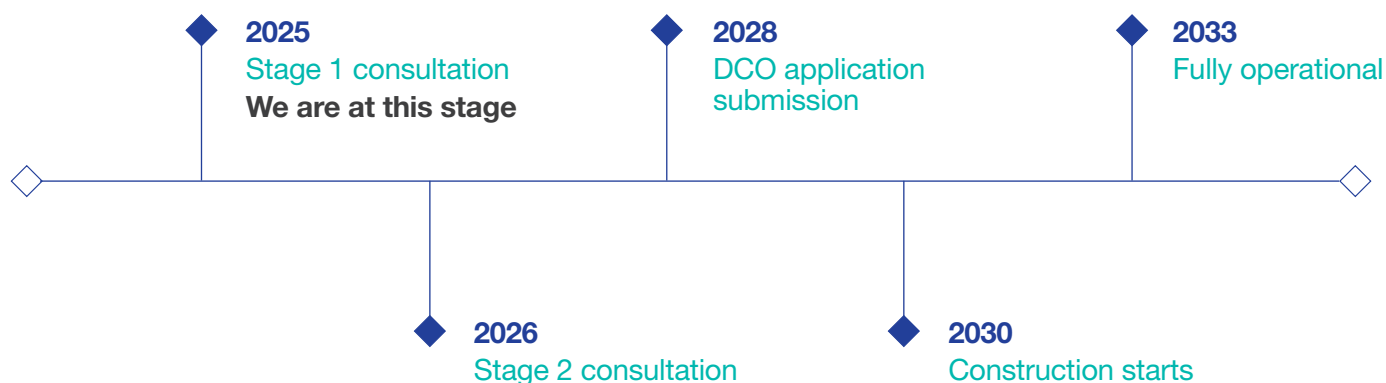 2025
Stage 1 consultation
We are at this stage
2028
DCO application
submission
2033
Fully operational
2026
Stage 2 consultation
2030
Construction starts